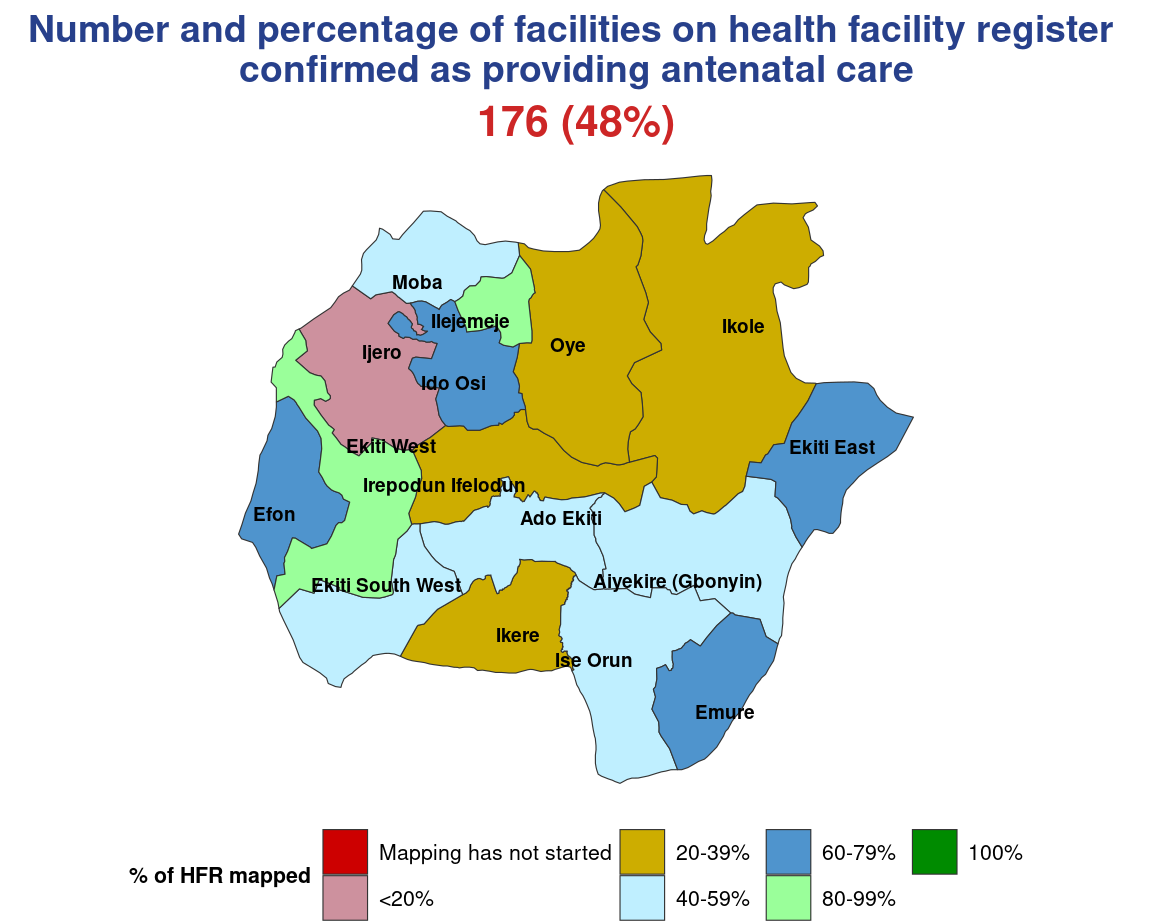 Number and percentage of facilities on health facility register
confirmed as providing antenatal care
176 (48%)
Moba
Ilejemeje
Ikole
Oye
Ijero
Ido Osi
Ekiti West
Ekiti East
Irepodun Ifelodun
Efon
Ado Ekiti
Aiyekire (Gbonyin)
Ekiti South West
Ikere
Ise Orun
Emure
% of HFR mapped
Mapping has not started
20-39%
60-79%
100%
<20%
40-59%
80-99%